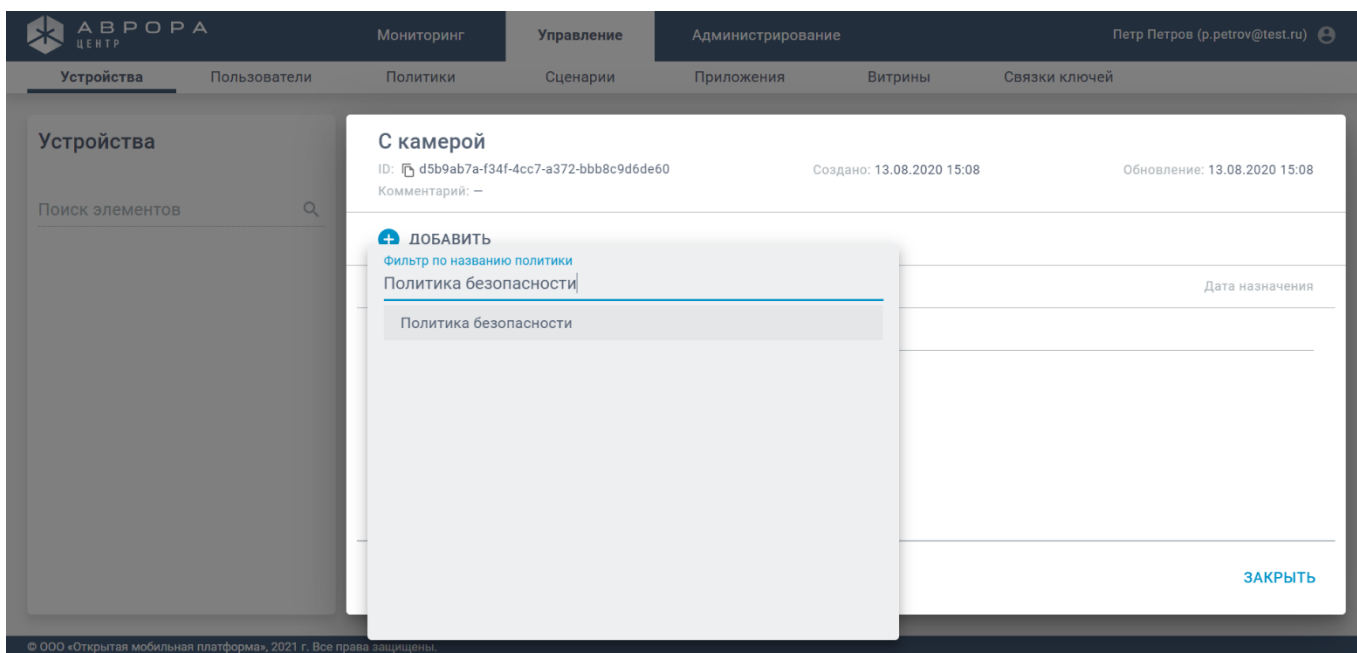 АВРОРА
ЦЕНТР
Мониторинг Управление Администрирование Петр Петров (p.petrov@test.ru)
Устройства Пользователи Политики Сценарии Приложения Витрины Связки ключей
Устройства
Поиск элементов
С камерой
ID: d5b9ab7a-f34f-4cc7-a372-bbb8c9d6de60 Создано: 13.08.2020 15:08 Обновление: 13.08.2020 15:08
Комментарий: —
ДОБАВИТЬ
Фильтр по названию политики
Политика безопасности
Дата назначения
Политика безопасности
ЗАКРЫТЬ
© ООО «Открытая мобильная платформа», 2021 г. Все права защищены.